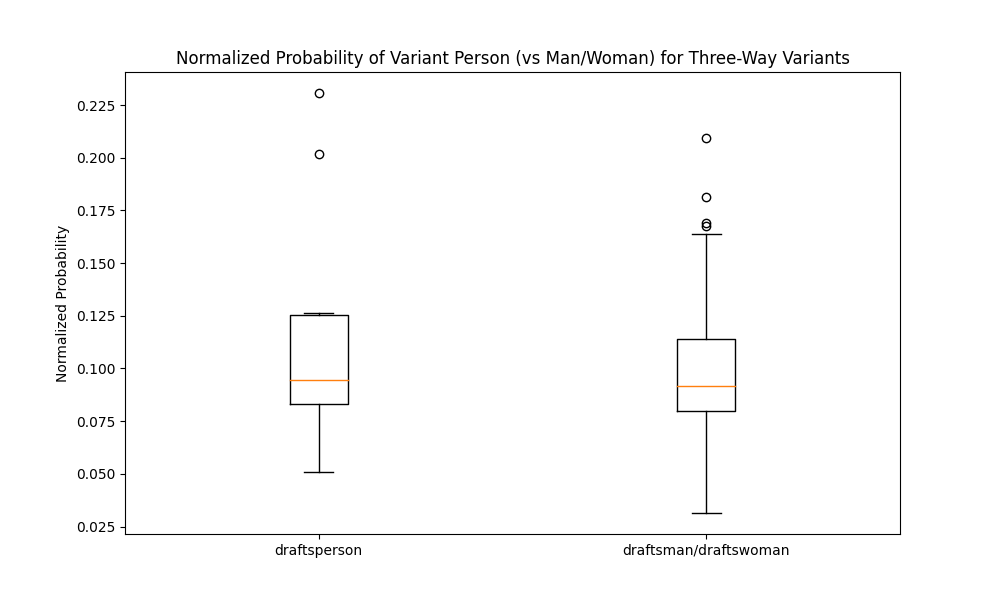 Normalized Probability of Variant Person (vs Man/Woman) for Three-Way Variants
Normalized Probability
0.225
0.200
0.175
0.150
0.125
0.100
0.075
0.050
0.025
draftsperson
draftsman/draftswoman